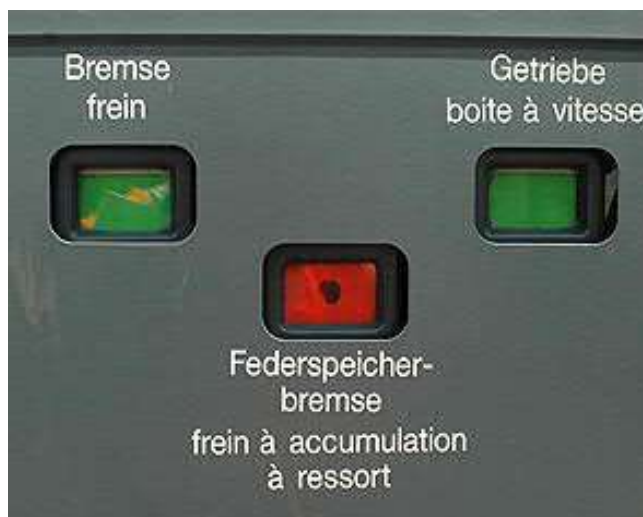 Bremse
frein
Getriebe
boite à vitesse
Federspeicher-
bremse
frein à accumulation
à ressort